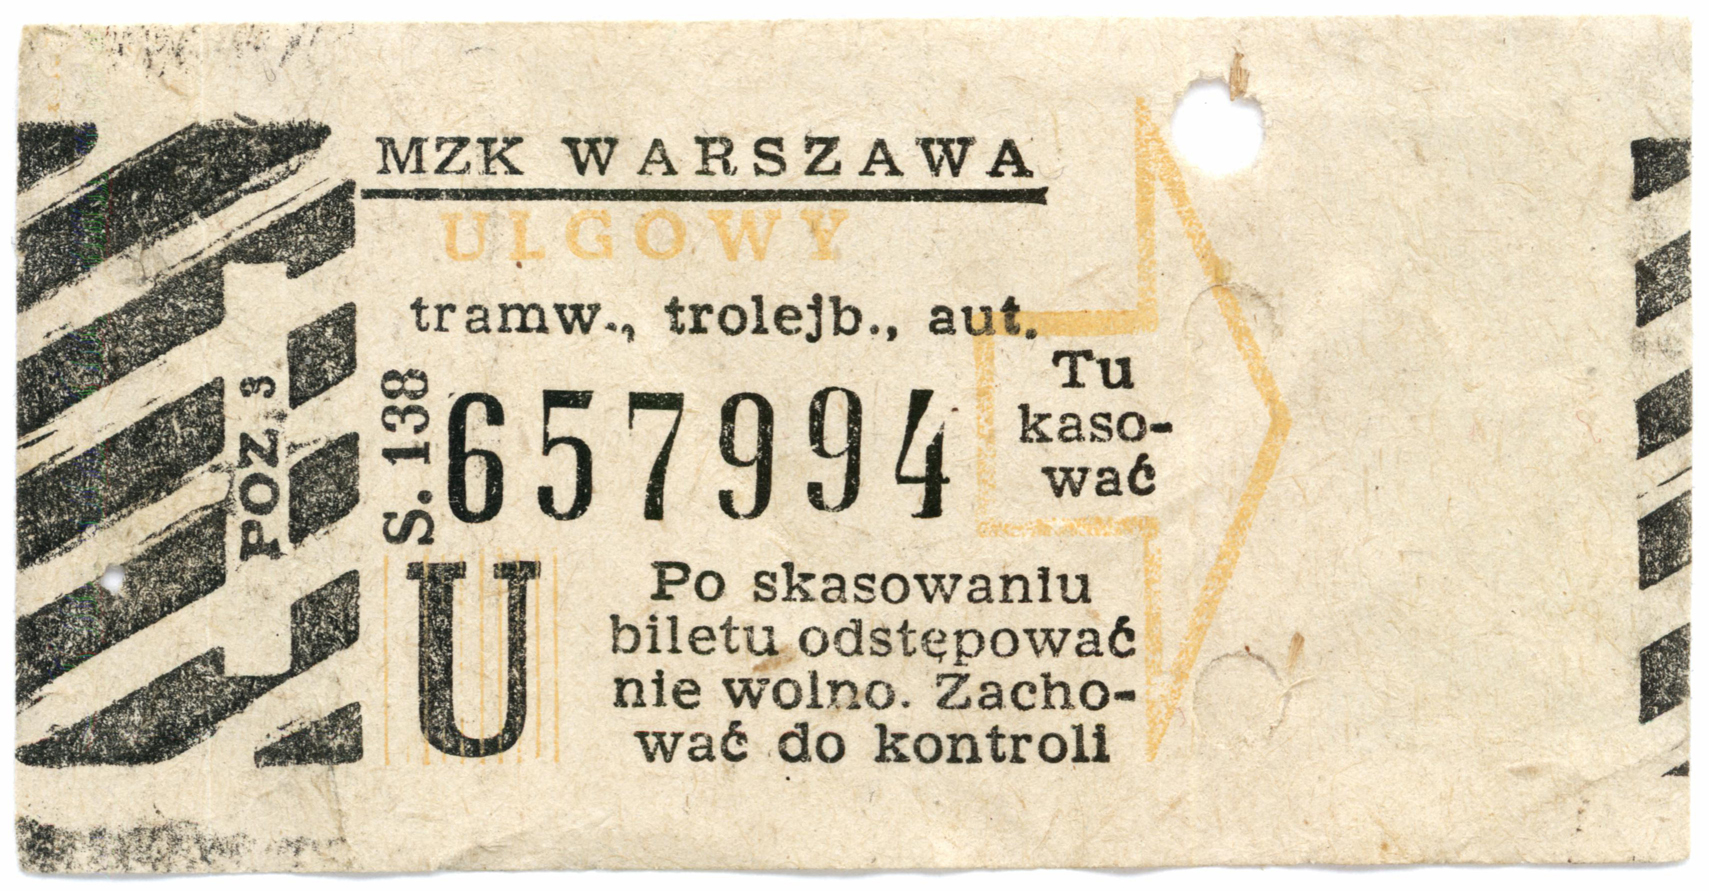 MZK WARSZAWA
ULGOWY
tramw., trolejb., aut.
POZ. 3
S. 138
657994
Tu
kaso-
wać
U
Po skasowaniu
biletu odstępować
nie wolno. Zacho-
wać do kontroli